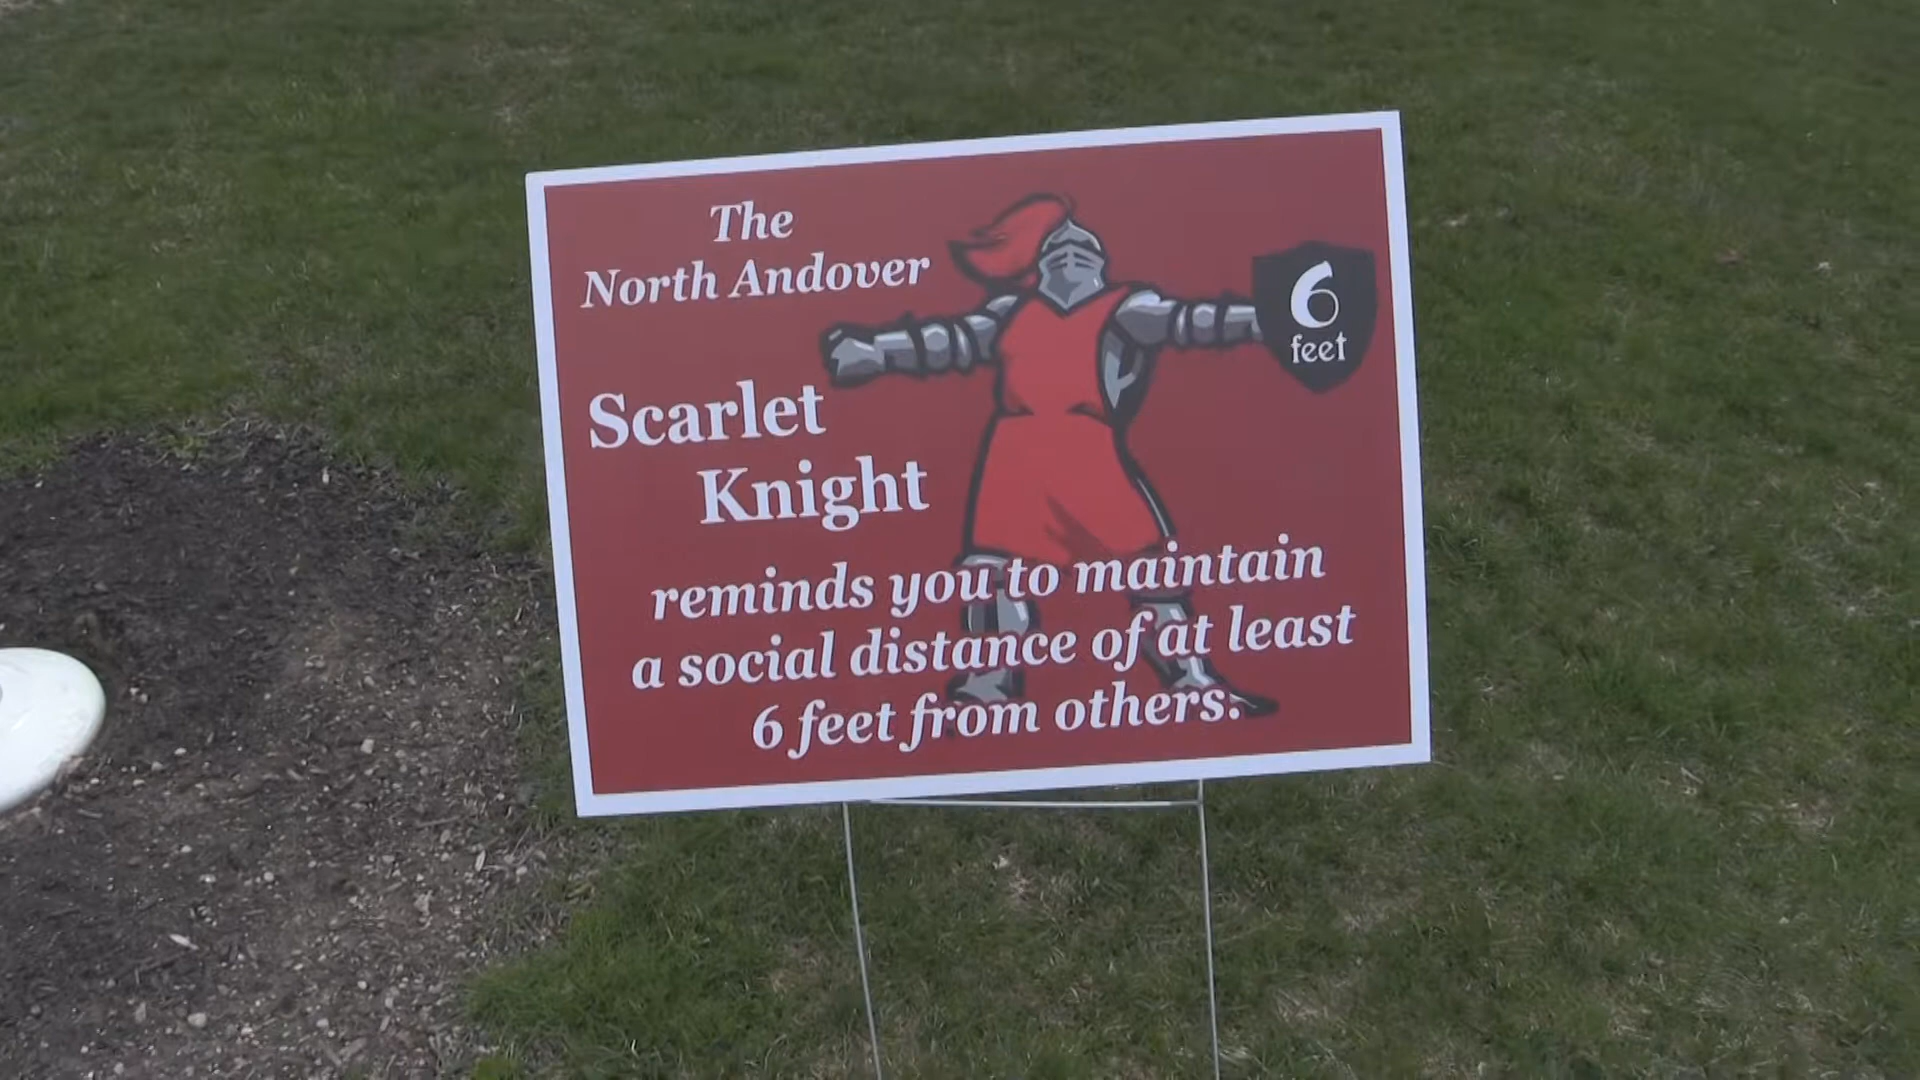 The
North Andover
Scarlet
Knight
reminds you to maintain
a social distance of at least
6 feet from others.
6
feet